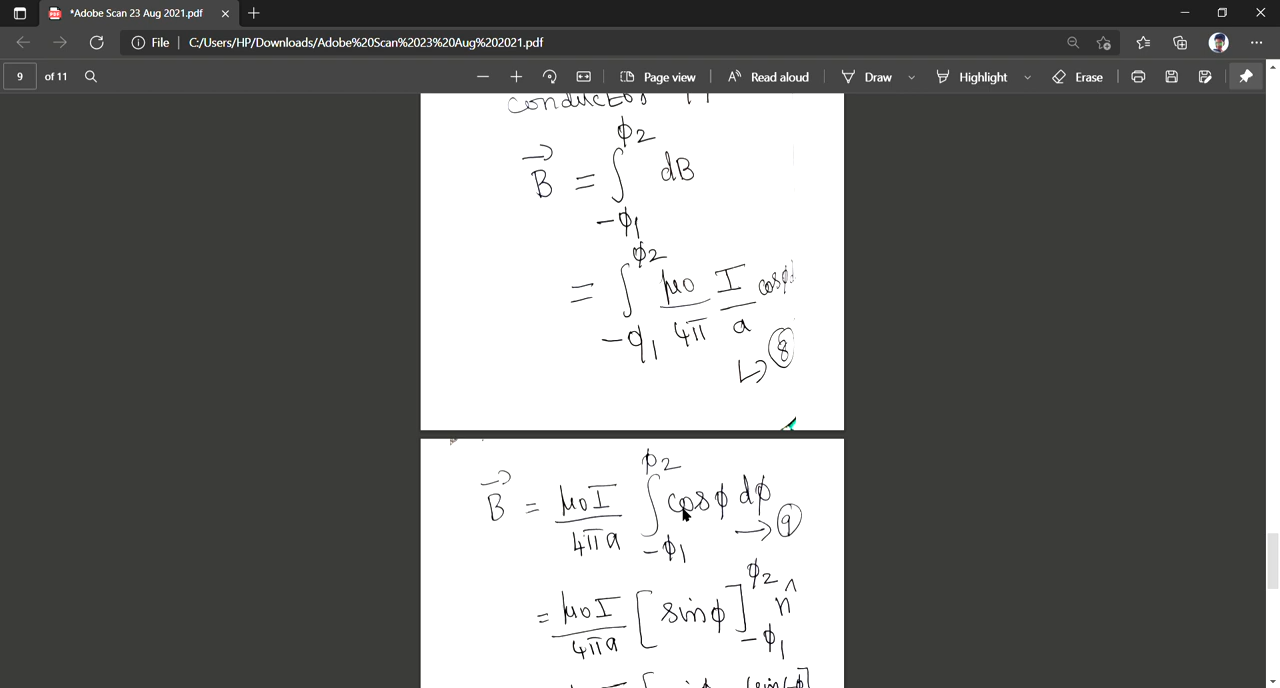 *Adobe Scan 23 Aug 2021.pdf
File | C:/Users/HP/Downloads/Adobe%20Scan%2023%20Aug%202021.pdf
9 of 11 Page view Read aloud Draw Highlight Erase
conductor
ϕ2
B⃗ = ∫ dB
-ϕ1
ϕ2
= ∫ μ0/4π I/a cosϕ
-ϕ1
↳ ⑧
ϕ2
B⃗ = μ0I/4πa ∫ cosϕ dϕ
-ϕ1 → ⑨
= μ0I/4πa [sinϕ]^ϕ2_-ϕ1 n̂